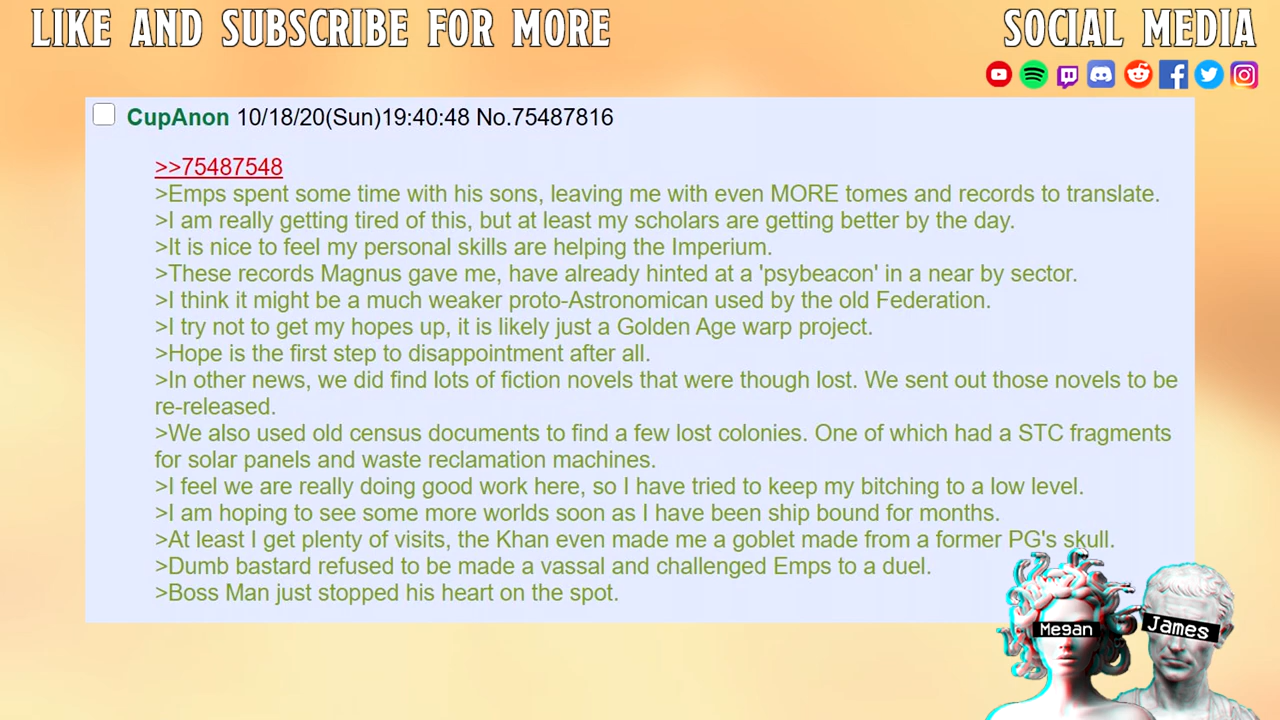 LIKE AND SUBSCRIBE FOR MORE
SOCIAL MEDIA
CupAnon 10/18/20(Sun)19:40:48 No.75487816
>>75487548
>Emps spent some time with his sons, leaving me with even MORE tomes and records to translate.
>I am really getting tired of this, but at least my scholars are getting better by the day.
>It is nice to feel my personal skills are helping the Imperium.
>These records Magnus gave me, have already hinted at a 'psybeacon' in a near by sector.
>I think it might be a much weaker proto-Astronomican used by the old Federation.
>I try not to get my hopes up, it is likely just a Golden Age warp project.
>Hope is the first step to disappointment after all.
>In other news, we did find lots of fiction novels that were though lost. We sent out those novels to be
re-released.
>We also used old census documents to find a few lost colonies. One of which had a STC fragments
for solar panels and waste reclamation machines.
>I feel we are really doing good work here, so I have tried to keep my bitching to a low level.
>I am hoping to see some more worlds soon as I have been ship bound for months.
>At least I get plenty of visits, the Khan even made me a goblet made from a former PG's skull.
>Dumb bastard refused to be made a vassal and challenged Emps to a duel.
>Boss Man just stopped his heart on the spot.
Megan
James